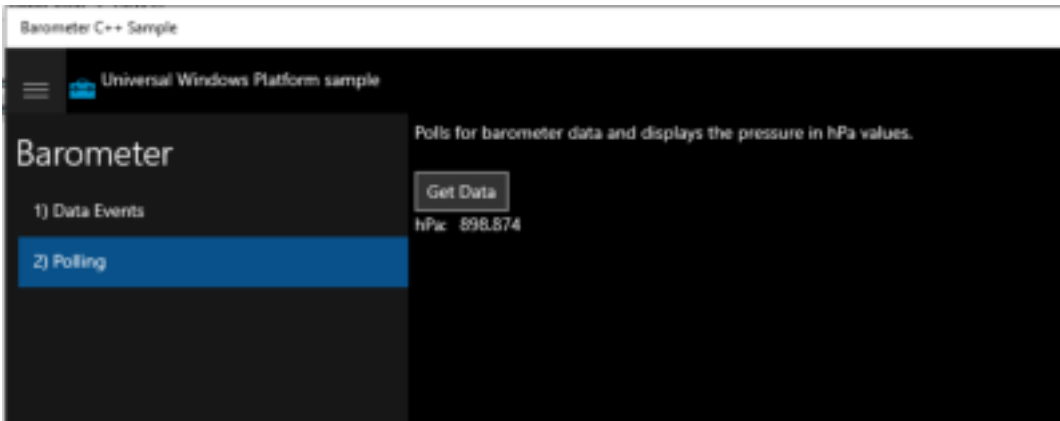 Barometer C++ Sample
Universal Windows Platform sample
Barometer
1) Data Events
2) Polling
Polls for barometer data and displays the pressure in hPa values.
Get Data
hPa: 898.874